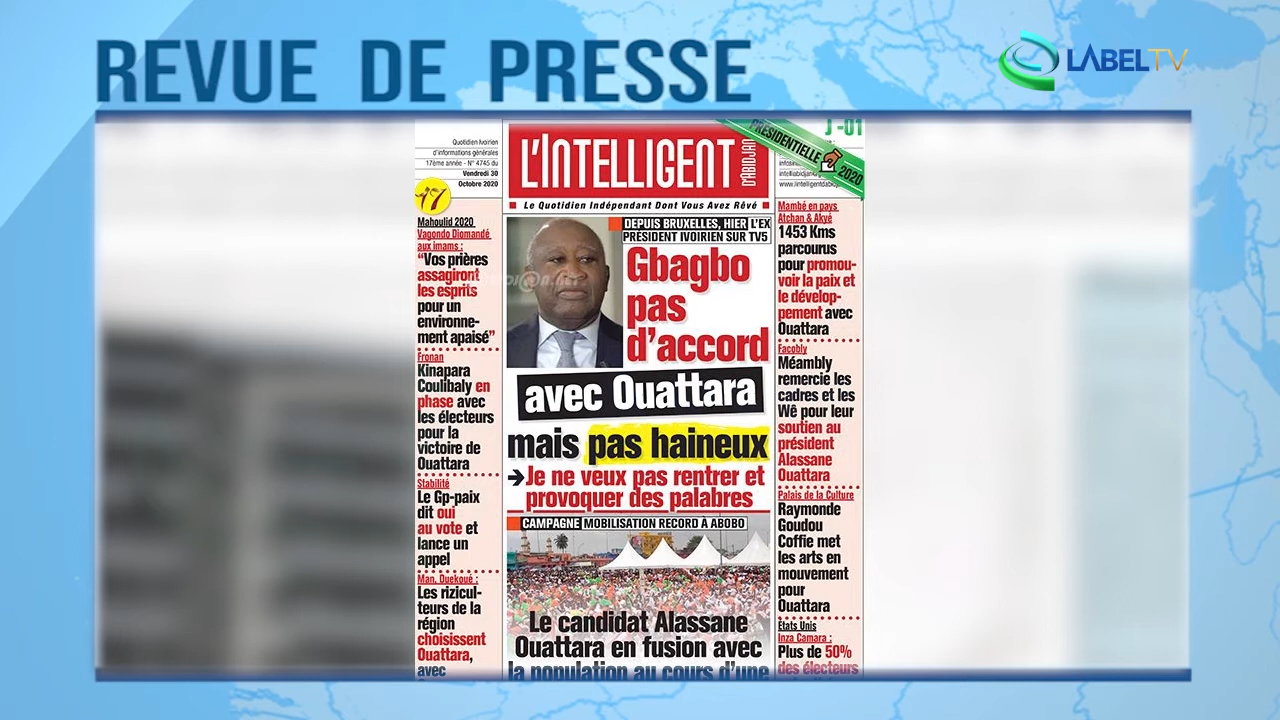 REVUE DE PRESSE
LABEL TV
Quotidien Ivoirien
d'informations générales
17ème année - N° 4745 du
Vendredi 30
Octobre 2020
17
L'INTELLIGENT
D'ABIDJAN
Le Quotidien Indépendant Dont Vous Avez Rêvé
J -01
PRÉSIDENTIELLE 2020
Mahoulid 2020
Vagondo Diomandé
aux imams :
“Vos prières
assagiront
les esprits
pour un
environne-
ment apaisé”
Fronan
Kinapara
Coulibaly en
phase avec
les électeurs
pour la
victoire de
Ouattara
Stabilité
Le Gp-paix
dit oui
au vote et
lance un
appel
Man, Duekoué :
Les rizicul-
teurs de la
région
choisissent
Ouattara,
avec
DEPUIS BRUXELLES, HIER L'EX
PRÉSIDENT IVOIRIEN SUR TV5
Gbagbo
pas
d'accord
avec Ouattara
mais pas haineux
Je ne veux pas rentrer et
provoquer des palabres
CAMPAGNE MOBILISATION RECORD À ABOBO
Le candidat Alassane
Ouattara en fusion avec
la population au cours d'une
Mambé en pays
Atchan & Akyé
1453 Kms
parcourus
pour promou-
voir la paix et
le dévelop-
pement avec
Ouattara
Facobly
Méambly
remercie les
cadres et les
Wê pour leur
soutien au
président
Alassane
Ouattara
Palais de la Culture
Raymonde
Goudou
Coffie met
les arts en
mouvement
pour
Ouattara
Etats Unis
Inza Camara :
Plus de 50%
des électeurs